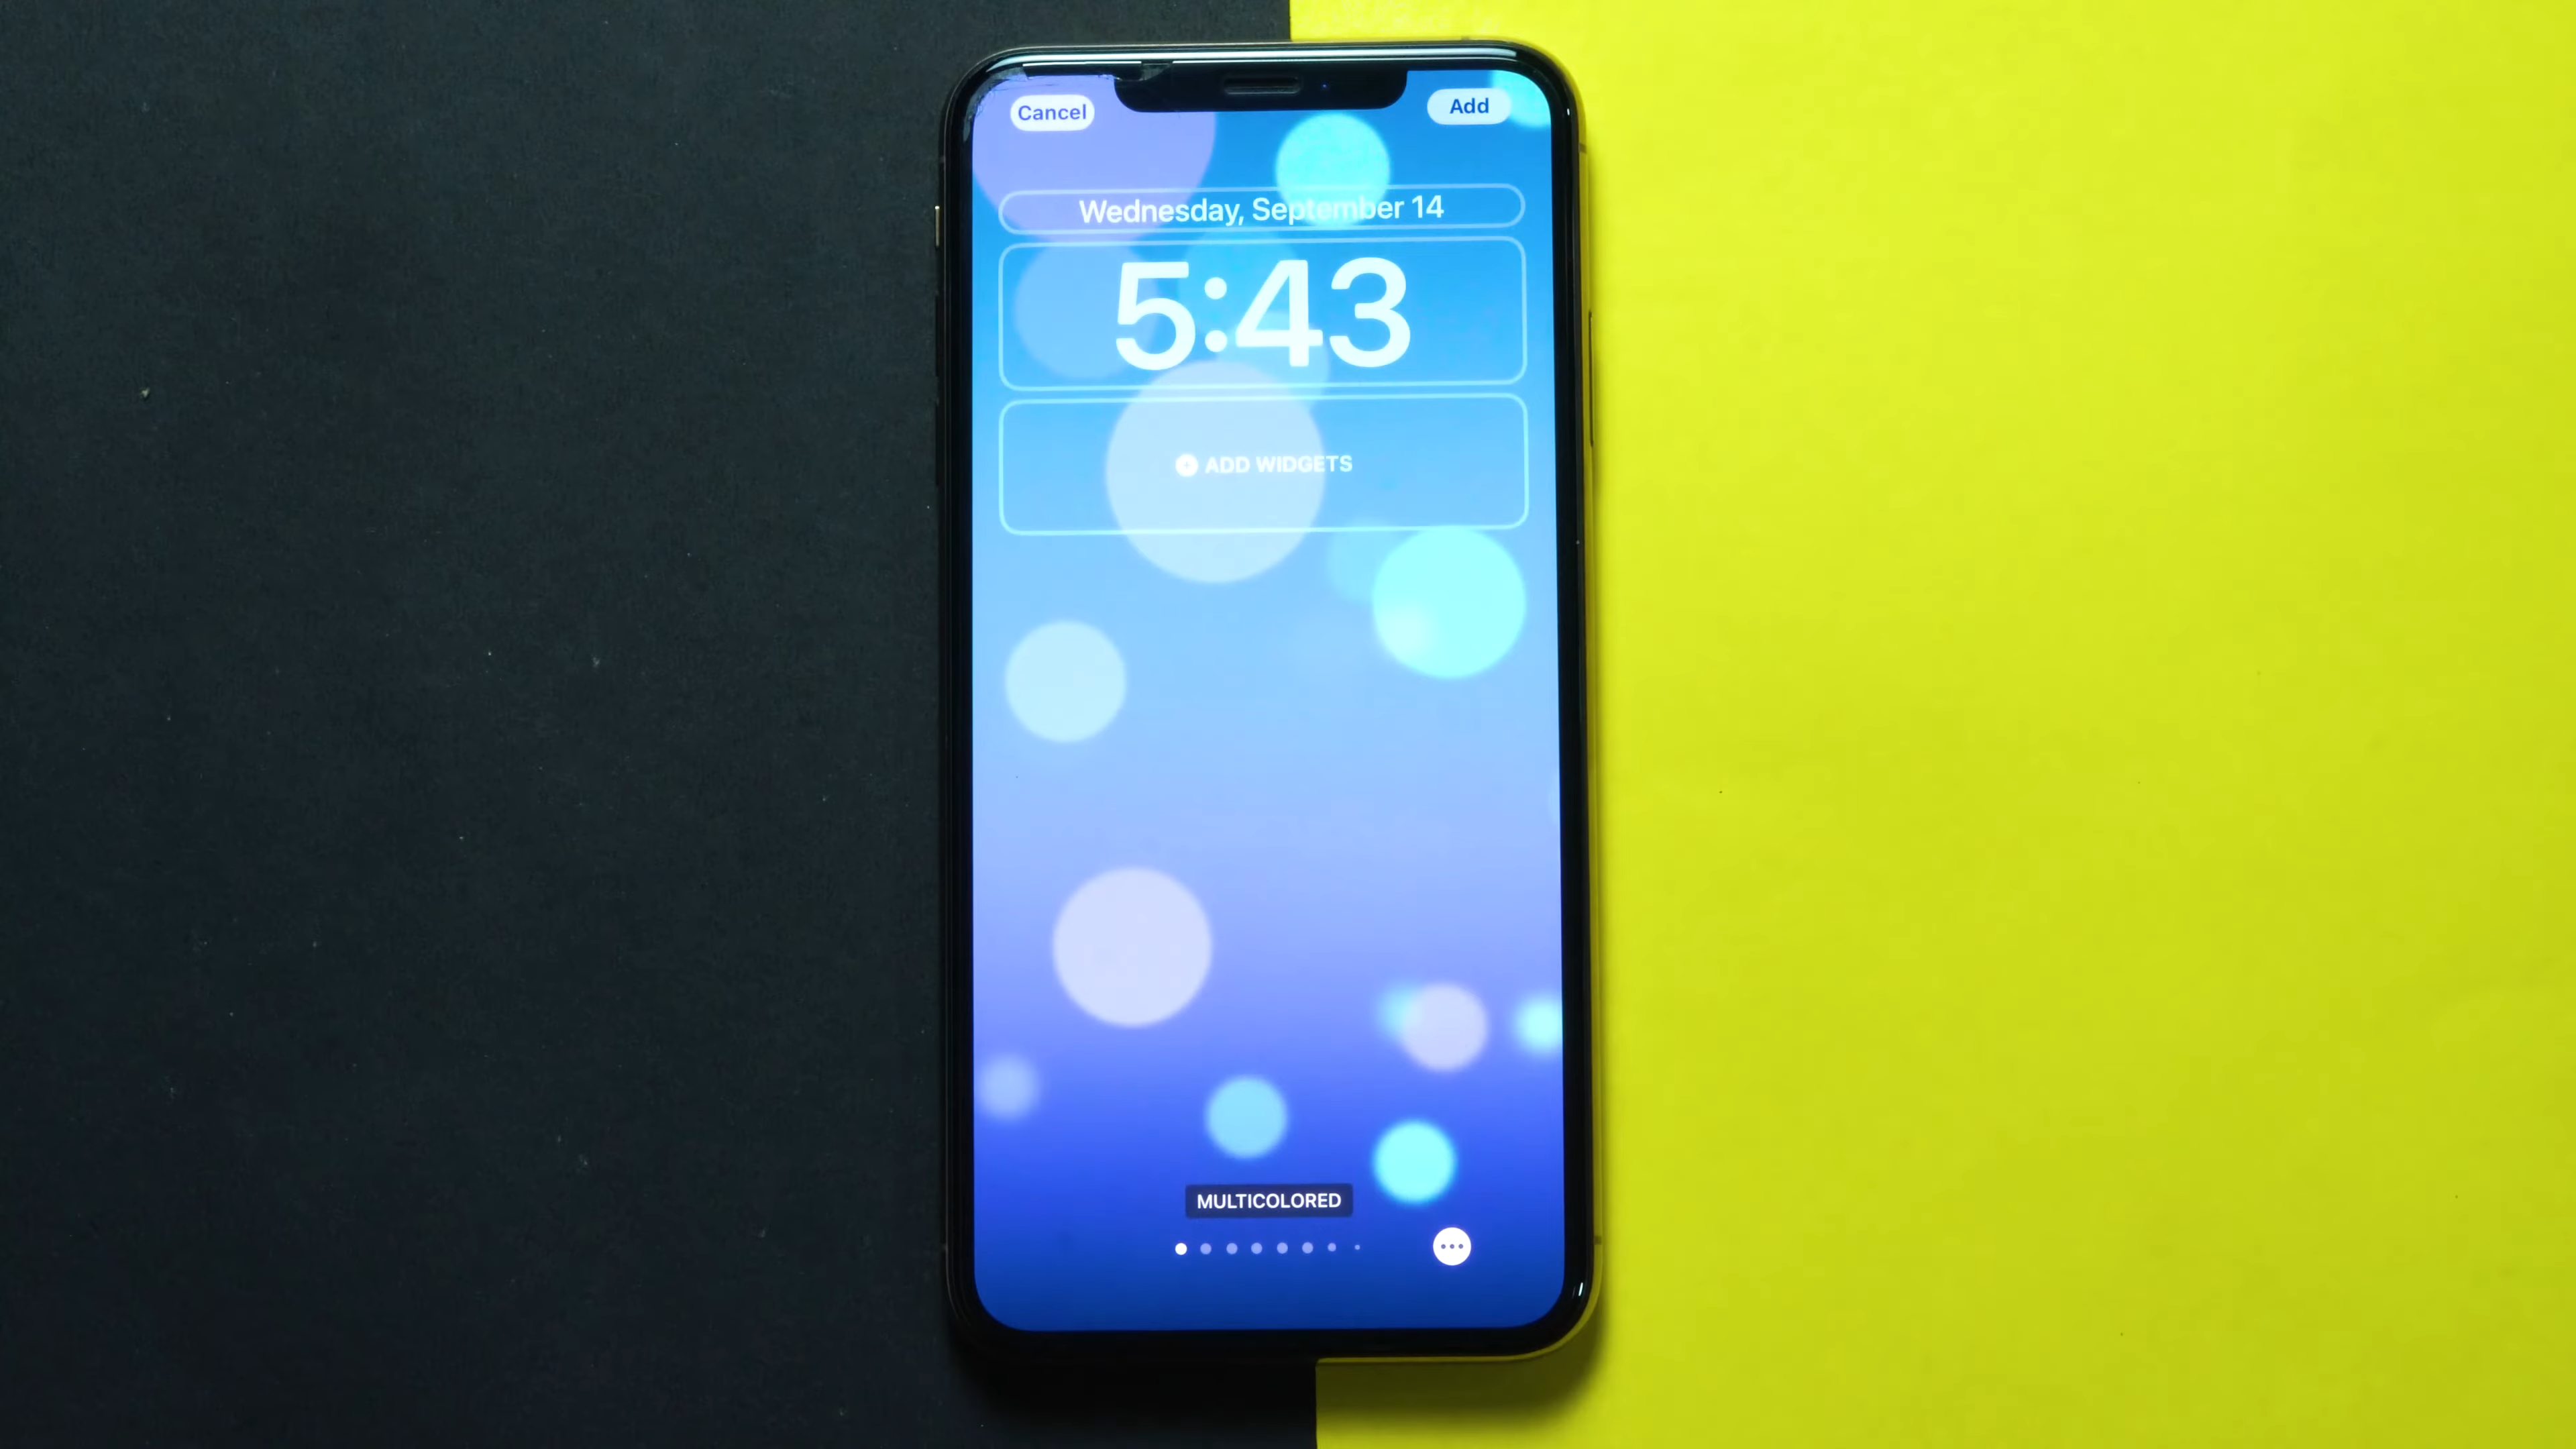 Cancel
Add
Wednesday, September 14
5:43
ADD WIDGETS
MULTICOLORED